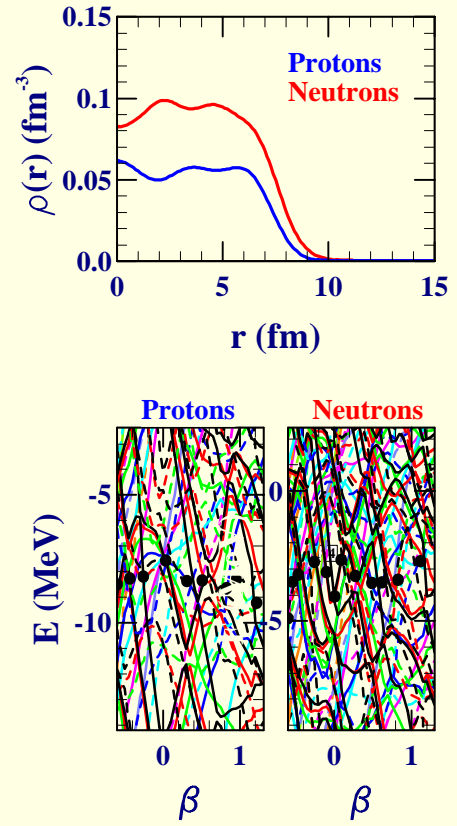 ρ(r) (fm⁻³)
0.15
0.1
0.05
0.0
Protons
Neutrons
0 5 10 15
r (fm)
Protons Neutrons
E (MeV)
-5
-10
0
-5
0 1 0 1
β β